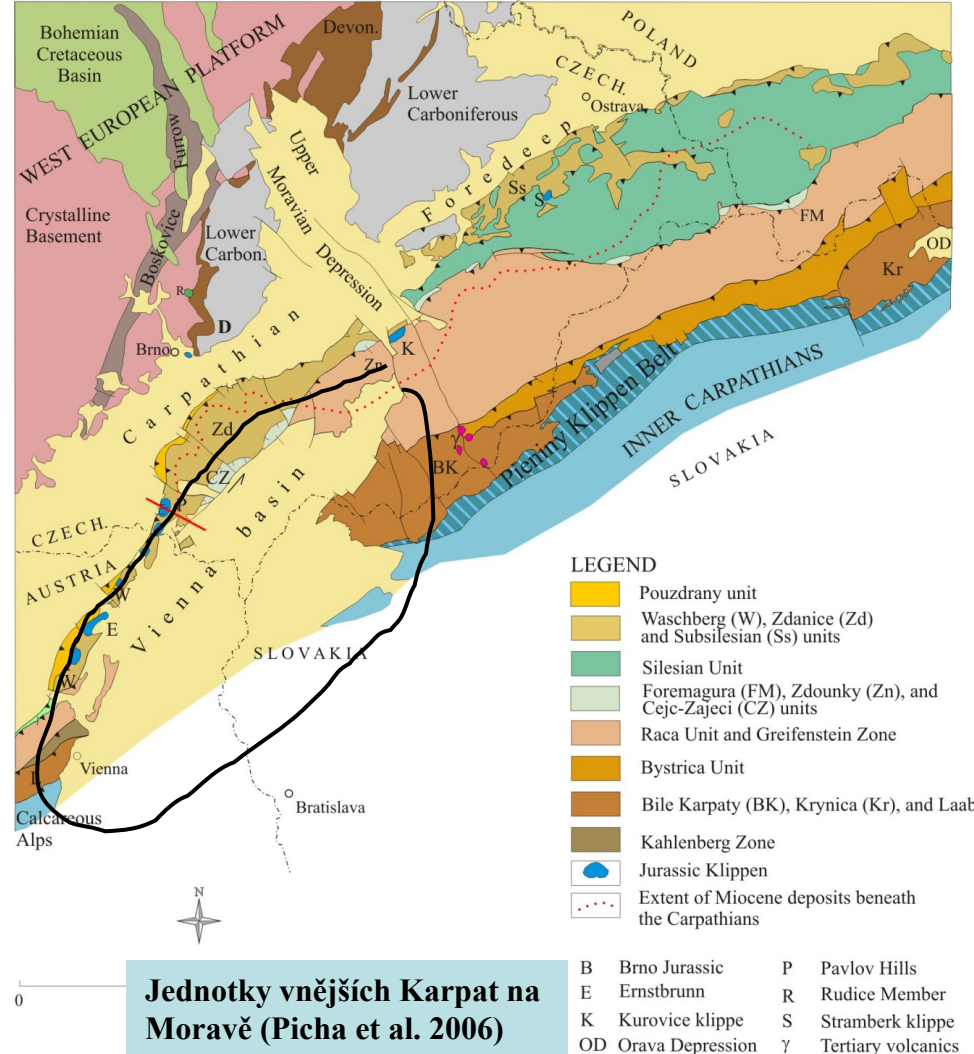 Bohemian
Cretaceous
Basin
Devon.
POLAND
CZECH.
WEST EUROPEAN PLATFORM
Lower
Carboniferous
Ostrava
Furrow
Upper
Moravian
Depression
Foredeep
Ss
S
Crystalline
Basement
Boskovice
Lower
Carbon.
FM
OD
Kr
R
D
Brno
K
Carpathian
Zn
Zd
CZ
γ
BK
Pieniny Klippen Belt
INNER CARPATHIANS
SLOVAKIA
P
CZECH.
AUSTRIA
Vienna basin
W
E
SLOVAKIA
W
Vienna
L
Bratislava
Calcareous
Alps
LEGEND
Pouzdrany unit
Waschberg (W), Zdanice (Zd)
and Subsilesian (Ss) units
Silesian Unit
Foremagura (FM), Zdounky (Zn), and
Cejc-Zajeci (CZ) units
Raca Unit and Greifenstein Zone
Bystrica Unit
Bile Karpaty (BK), Krynica (Kr), and Laab
Kahlenberg Zone
Jurassic Klippen
Extent of Miocene deposits beneath
the Carpathians
N
0
Jednotky vnějších Karpat na
Moravě (Picha et al. 2006)
B Brno Jurassic P Pavlov Hills
E Ernstbrunn R Rudice Member
K Kurovice klippe S Stramberk klippe
OD Orava Depression γ Tertiary volcanics